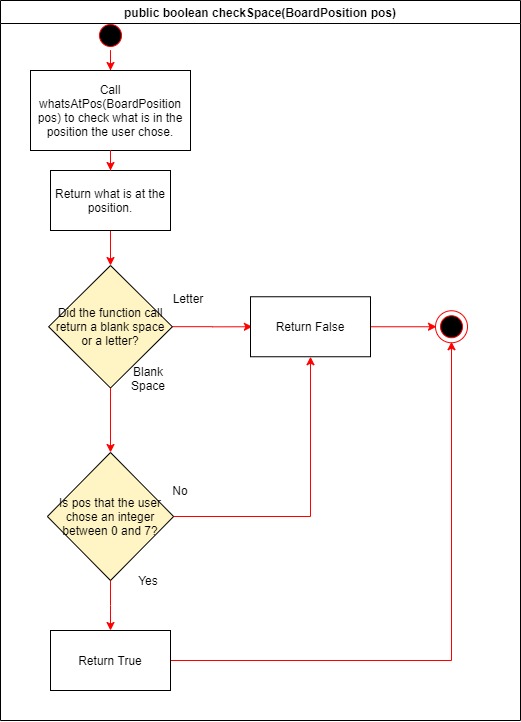 public boolean checkSpace(BoardPosition pos)
Call
whatsAtPos(BoardPosition
pos) to check what is in the
position the user chose.
Return what is at the
position.
Did the function call
return a blank space
or a letter?
Letter
Return False
Blank
Space
Is pos that the user
chose an integer
between 0 and 7?
No
Yes
Return True